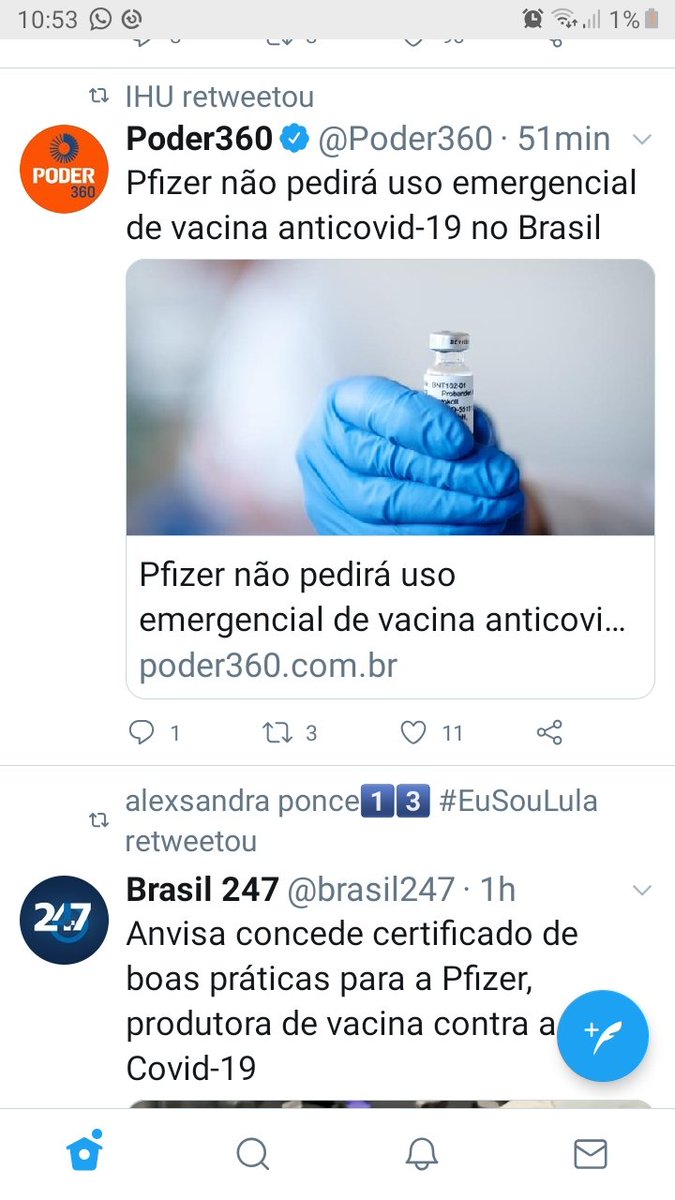 10:53 1%
IHU retweetou
Poder360 @Poder360 · 51min
PODER
360
Pfizer não pedirá uso emergencial
de vacina anticovid-19 no Brasil
BNT162-01
Probanden
Pfizer não pedirá uso
emergencial de vacina anticovi...
poder360.com.br
1 3 11
alexsandra ponce1️⃣3️⃣ #EuSouLula
retweetou
Brasil 247 @brasil247 · 1h
247
Anvisa concede certificado de
boas práticas para a Pfizer,
produtora de vacina contra a
Covid-19